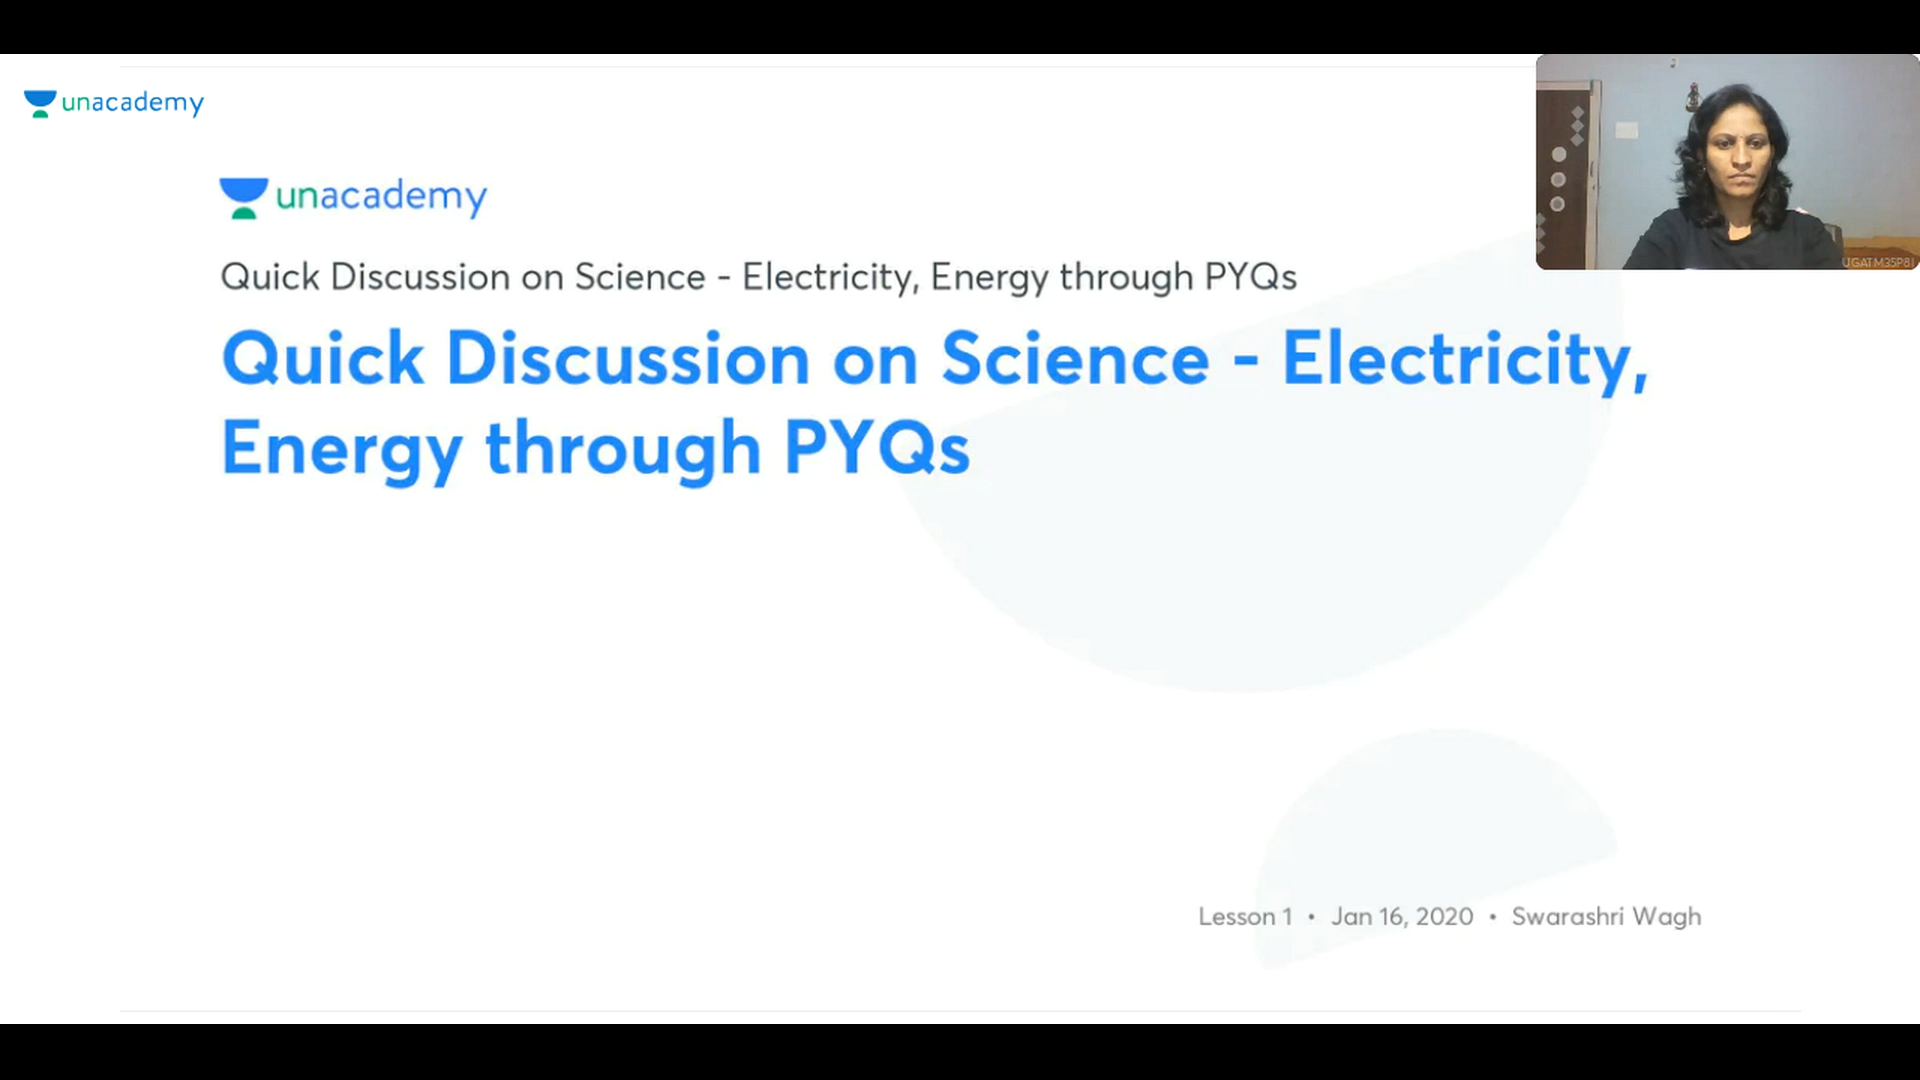 unacademy
unacademy
Quick Discussion on Science - Electricity, Energy through PYQs
Quick Discussion on Science - Electricity,
Energy through PYQs
Lesson 1 • Jan 16, 2020 • Swarashri Wagh
UGATM35P8I